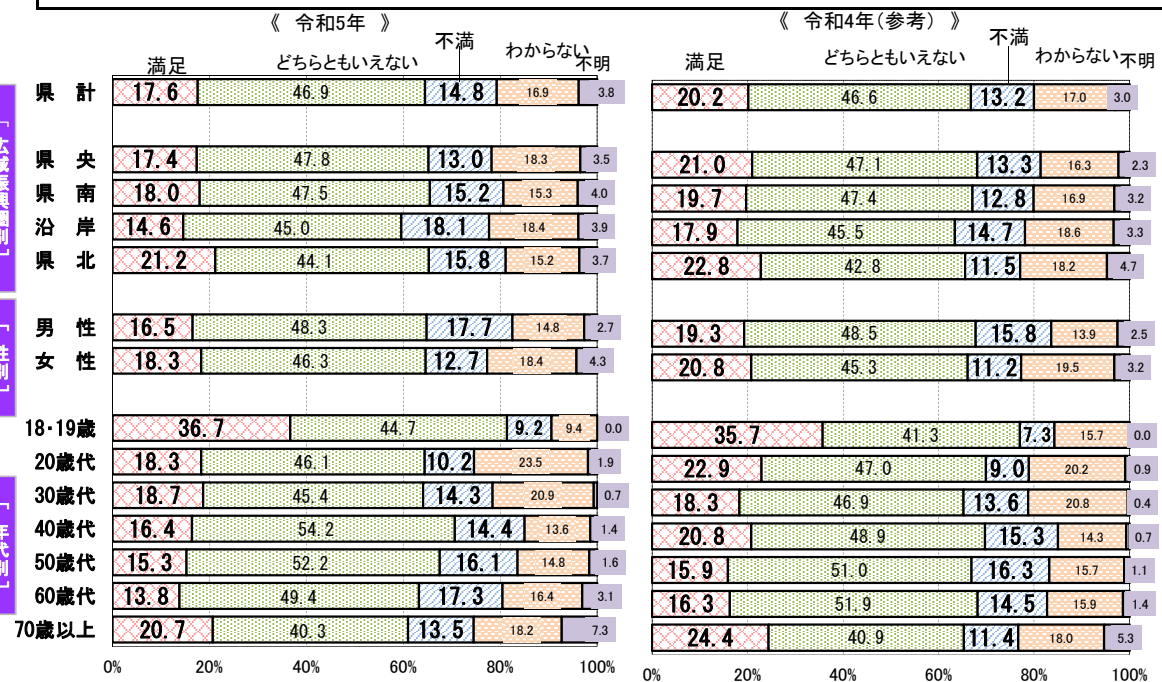 《 令和5年 》
《 令和4年(参考) 》
満足 どちらともいえない 不満 わからない 不明
満足 どちらともいえない 不満 わからない 不明
県 計 17.6 46.9 14.8 16.9 3.8 20.2 46.6 13.2 17.0 3.0
「広域振興圏別」
県 央 17.4 47.8 13.0 18.3 3.5 21.0 47.1 13.3 16.3 2.3
県 南 18.0 47.5 15.2 15.3 4.0 19.7 47.4 12.8 16.9 3.2
沿 岸 14.6 45.0 18.1 18.4 3.9 17.9 45.5 14.7 18.6 3.3
県 北 21.2 44.1 15.8 15.2 3.7 22.8 42.8 11.5 18.2 4.7
「性別」
男 性 16.5 48.3 17.7 14.8 2.7 19.3 48.5 15.8 13.9 2.5
女 性 18.3 46.3 12.7 18.4 4.3 20.8 45.3 11.2 19.5 3.2
「年代別」
18・19歳 36.7 44.7 9.2 9.4 0.0 35.7 41.3 7.3 15.7 0.0
20歳代 18.3 46.1 10.2 23.5 1.9 22.9 47.0 9.0 20.2 0.9
30歳代 18.7 45.4 14.3 20.9 0.7 18.3 46.9 13.6 20.8 0.4
40歳代 16.4 54.2 14.4 13.6 1.4 20.8 48.9 15.3 14.3 0.7
50歳代 15.3 52.2 16.1 14.8 1.6 15.9 51.0 16.3 15.7 1.1
60歳代 13.8 49.4 17.3 16.4 3.1 16.3 51.9 14.5 15.9 1.4
70歳以上 20.7 40.3 13.5 18.2 7.3 24.4 40.9 11.4 18.0 5.3
0% 20% 40% 60% 80% 100% 0% 20% 40% 60% 80% 100%